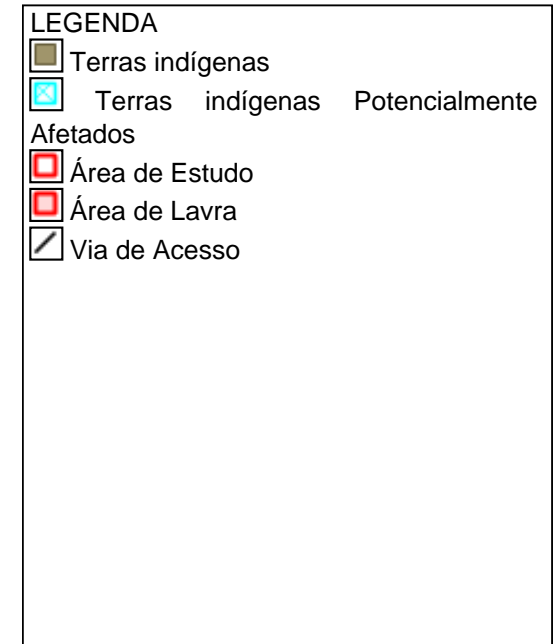 LEGENDA
Terras indígenas
Terras indígenas Potencialmente
Afetados
Área de Estudo
Área de Lavra
Via de Acesso